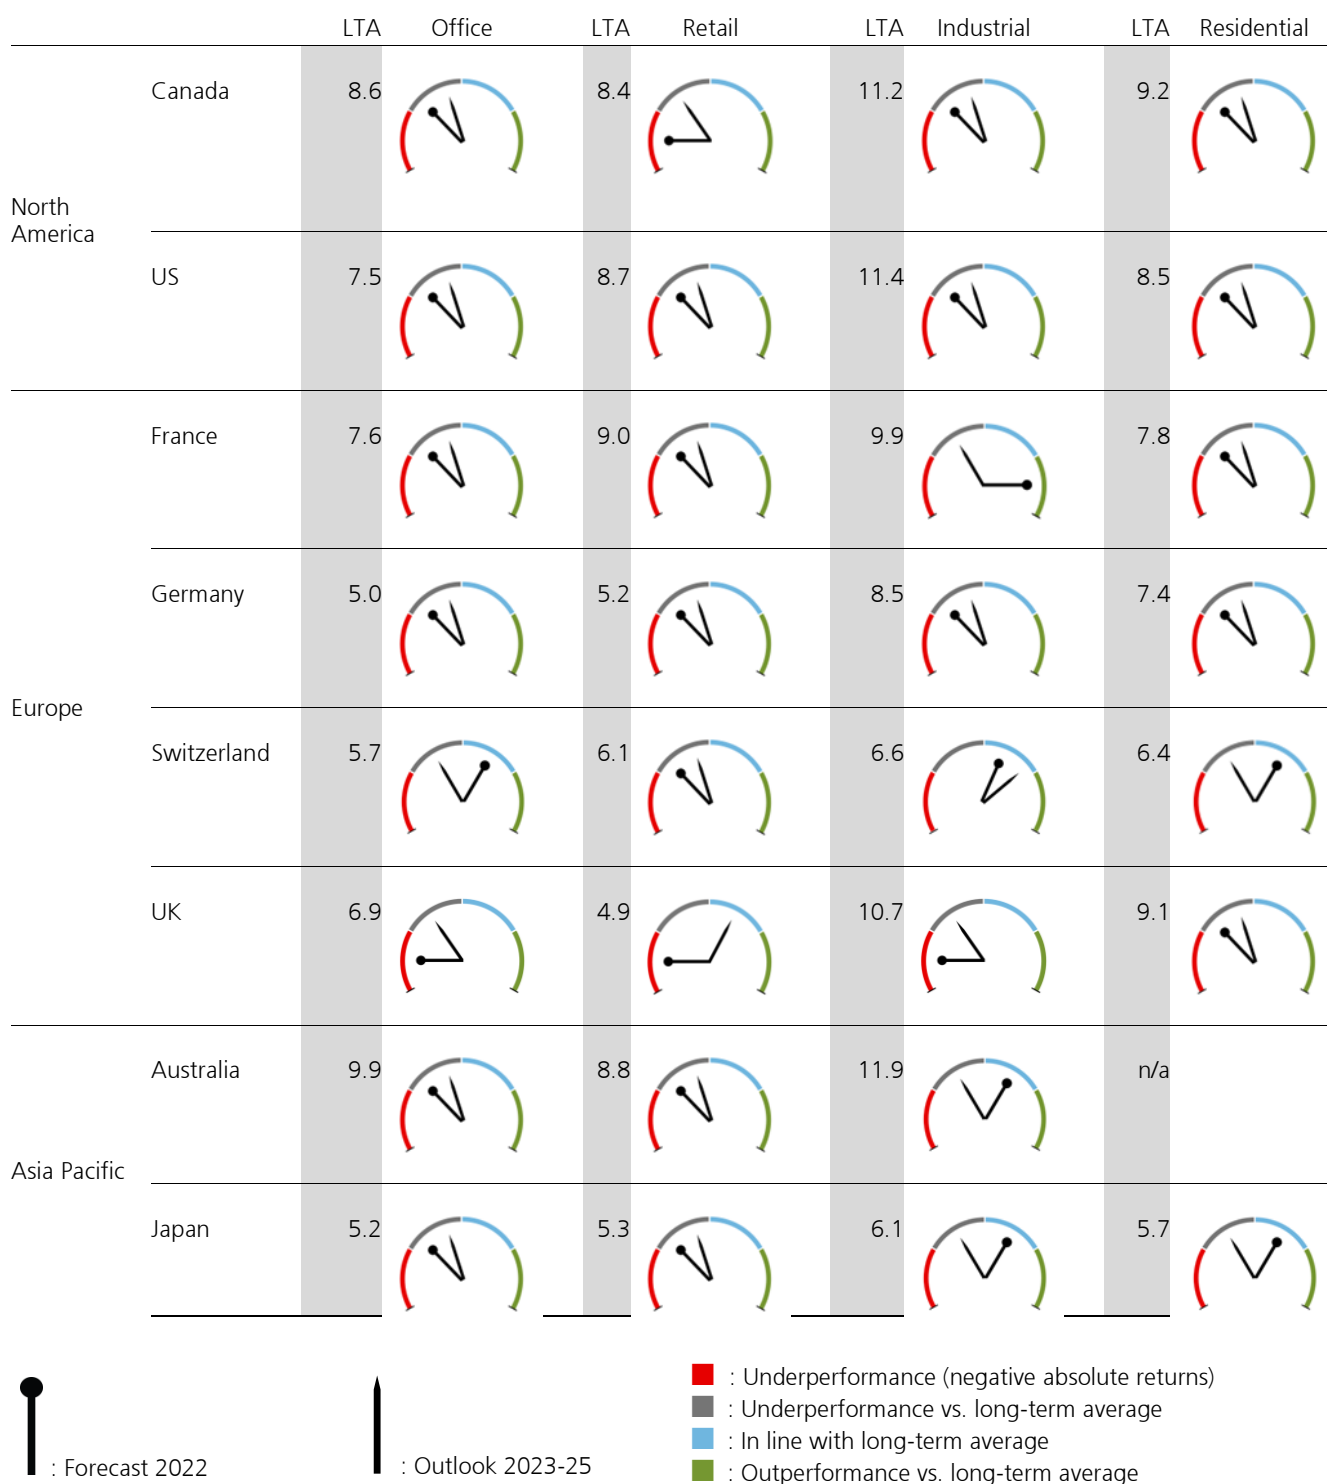 LTA Office LTA Retail LTA Industrial LTA Residential
North
America
Canada 8.6 8.4 11.2 9.2
US 7.5 8.7 11.4 8.5
Europe
France 7.6 9.0 9.9 7.8
Germany 5.0 5.2 8.5 7.4
Switzerland 5.7 6.1 6.6 6.4
UK 6.9 4.9 10.7 9.1
Asia Pacific
Australia 9.9 8.8 11.9 n/a
Japan 5.2 5.3 6.1 5.7
: Forecast 2022
: Outlook 2023-25
: Underperformance (negative absolute returns)
: Underperformance vs. long-term average
: In line with long-term average
: Outperformance vs. long-term average